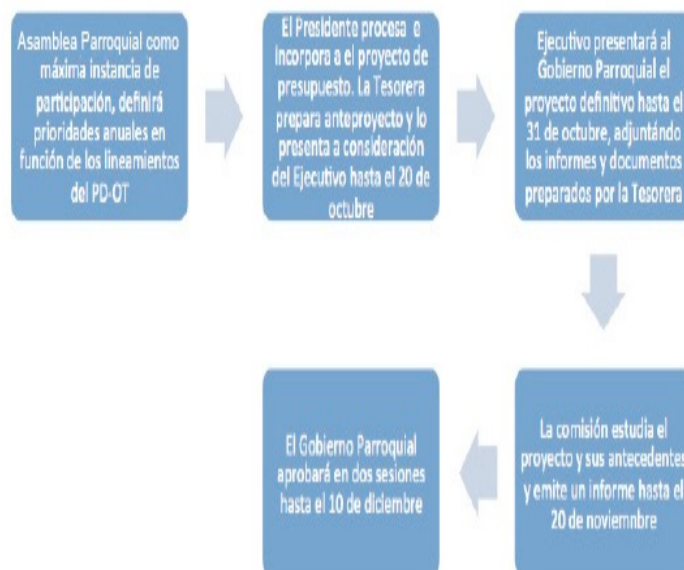 Asamblea Parroquial como
máxima instancia de
participación, definirá
prioridades anuales en
función de los lineamientos
del PD-OT
El Presidente procesa e
incorpora a el proyecto de
presupuesto. La Tesorera
prepara anteproyecto y lo
presenta a consideración
del Ejecutivo hasta el 20 de
octubre
Ejecutivo presentará al
Gobierno Parroquial el
proyecto definitivo hasta el
31 de octubre, adjuntándo
los informes y documentos
preparados por la Tesorera
La comisión estudia el
proyecto y sus antecedentes
y emite un informe hasta el
20 de noviemnbre
El Gobierno Parroquial
aprobará en dos sesiones
hasta el 10 de diciembre